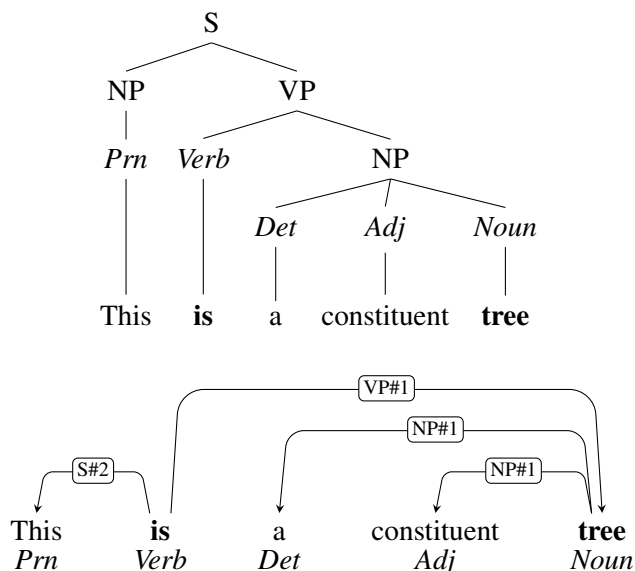 S
NP VP
Prn Verb NP
Det Adj Noun
This is a constituent tree
VP#1
NP#1
S#2 NP#1
This is a constituent tree
Prn Verb Det Adj Noun